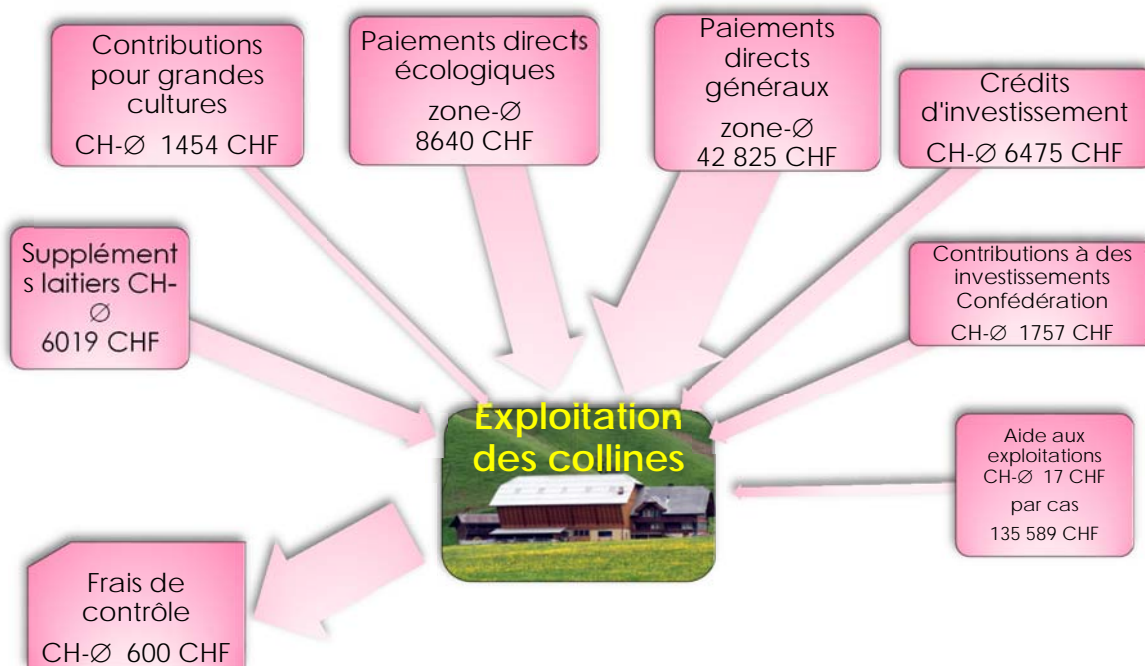 Contributions
pour grandes
cultures
CH-Ø 1454 CHF
Paiements directs
écologiques
zone-Ø
8640 CHF
Paiements
directs
généraux
zone-Ø
42 825 CHF
Crédits
d'investissement
CH-Ø 6475 CHF
Supplément
s laitiers CH-
Ø
6019 CHF
Contributions à des
investissements
Confédération
CH-Ø 1757 CHF
Exploitation
des collines
Aide aux
exploitations
CH-Ø 17 CHF
par cas
135 589 CHF
Frais de
contrôle
CH-Ø 600 CHF